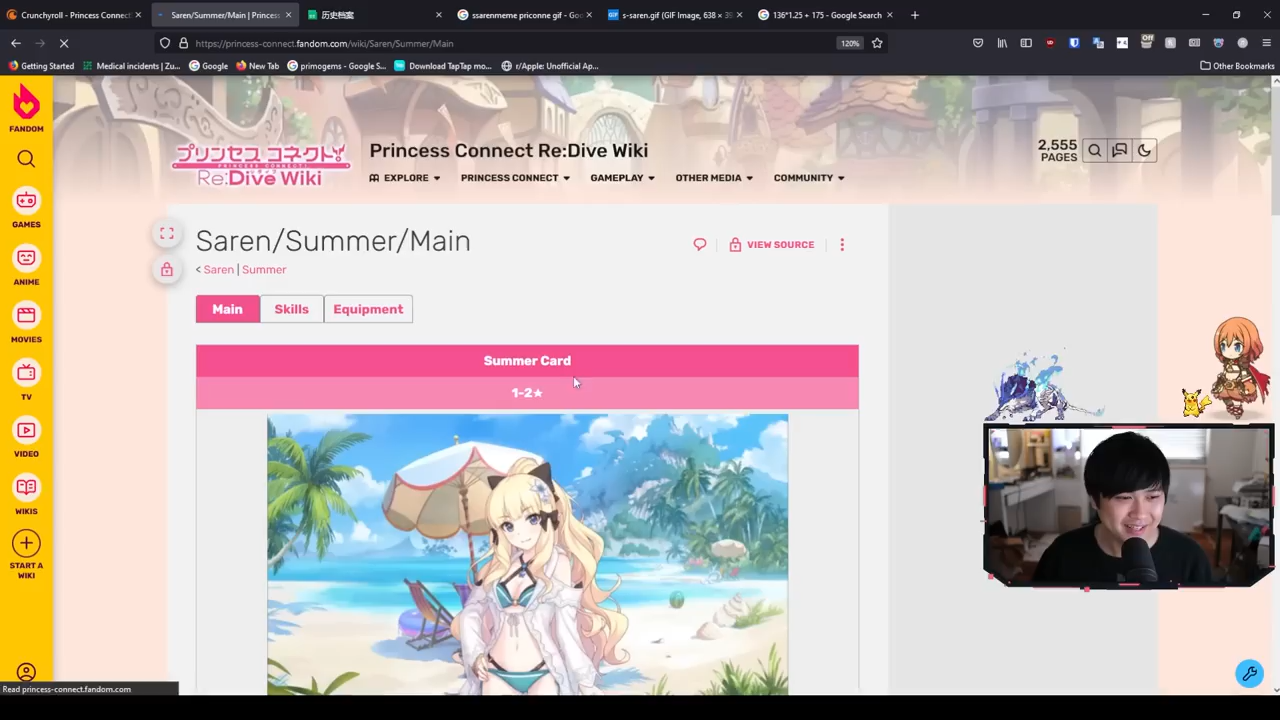 Crunchyroll - Princess Connect
Saren/Summer/Main | Princess
历史档案
ssarenmeme priconne gif - Goo
s-saren.gif (GIF Image, 638 × 3
136*1.25 + 175 - Google Search
https://princess-connect.fandom.com/wiki/Saren/Summer/Main
120%
Getting Started
Medical incidents | Zu...
Google
New Tab
primogems - Google S...
Download TapTap mo...
r/Apple: Unofficial Ap...
Other Bookmarks
FANDOM
GAMES
ANIME
MOVIES
TV
VIDEO
WIKIS
START A
WIKI
プリンセスコネクト!
PRINCESS CONNECT!
Re:Dive Wiki
Princess Connect Re:Dive Wiki
EXPLORE
PRINCESS CONNECT
GAMEPLAY
OTHER MEDIA
COMMUNITY
2,555
PAGES
Saren/Summer/Main
VIEW SOURCE
< Saren | Summer
Main
Skills
Equipment
Summer Card
1-2★
Read princess-connect.fandom.com